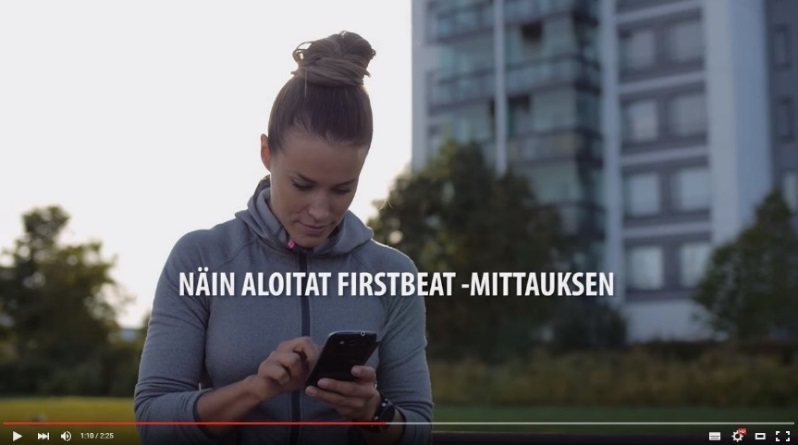 NÄIN ALOITAT FIRSTBEAT -MITTAUKSEN
1:10 / 2:25